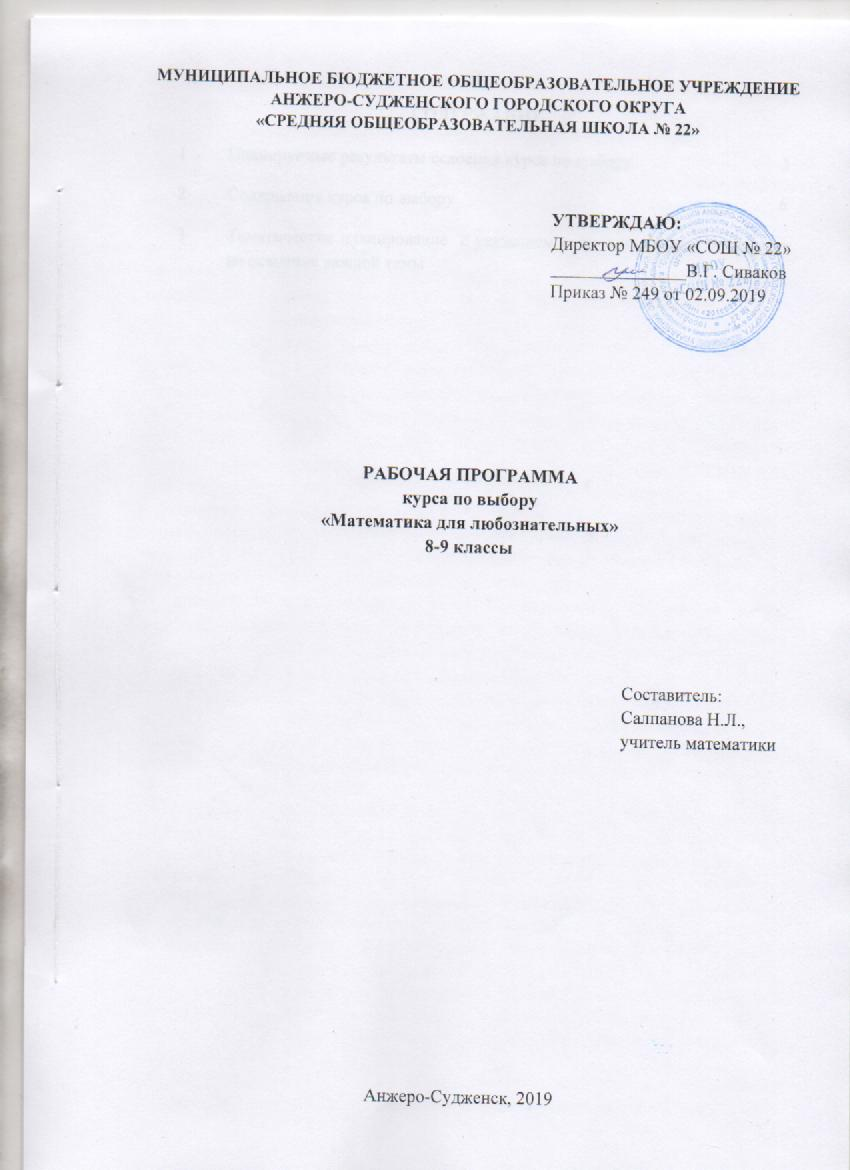 МУНИЦИПАЛЬНОЕ БЮДЖЕТНОЕ ОБЩЕОБРАЗОВАТЕЛЬНОЕ УЧРЕЖДЕНИЕ
АНЖЕРО-СУДЖЕНСКОГО ГОРОДСКОГО ОКРУГА
«СРЕДНЯЯ ОБЩЕОБРАЗОВАТЕЛЬНАЯ ШКОЛА № 22»
УТВЕРЖДАЮ:
Директор МБОУ «СОШ № 22»
_______________В.Г. Сиваков
Приказ № 249 от 02.09.2019
РАБОЧАЯ ПРОГРАММА
курса по выбору
«Математика для любознательных»
8-9 классы
Составитель:
Салпанова Н.Л.,
учитель математики
Анжеро-Судженск, 2019